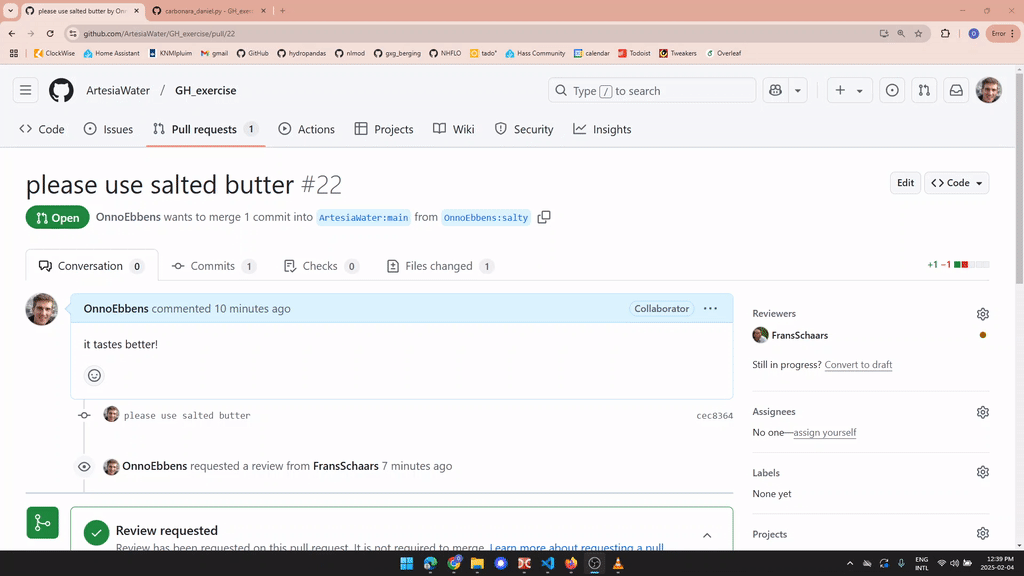 please use salted butter by Onn
carbonara_daniel.py - GH_exerc
github.com/ArtesiaWater/GH_exercise/pull/22
Error
ClockWise
Home Assistant
KNMIpluim
gmail
GitHub
hydropandas
nlmod
gxg_berging
NHFLO
tado°
Hass Community
calendar
Todoist
Tweakers
Overleaf
ArtesiaWater / GH_exercise
Type / to search
Code
Issues
Pull requests 1
Actions
Projects
Wiki
Security
Insights
please use salted butter #22
Edit
Code
Open
OnnoEbbens wants to merge 1 commit into ArtesiaWater:main from OnnoEbbens:salty
Conversation 0
Commits 1
Checks 0
Files changed 1
+1 −1
OnnoEbbens commented 10 minutes ago
Collaborator
it tastes better!
please use salted butter
cec8364
OnnoEbbens requested a review from FransSchaars 7 minutes ago
Review requested
Review has been requested on this pull request. It is not required to merge. Learn more about requesting a pull
Reviewers
FransSchaars
Still in progress? Convert to draft
Assignees
No one—assign yourself
Labels
None yet
Projects
ENG
INTL
12:39 PM
2025-02-04